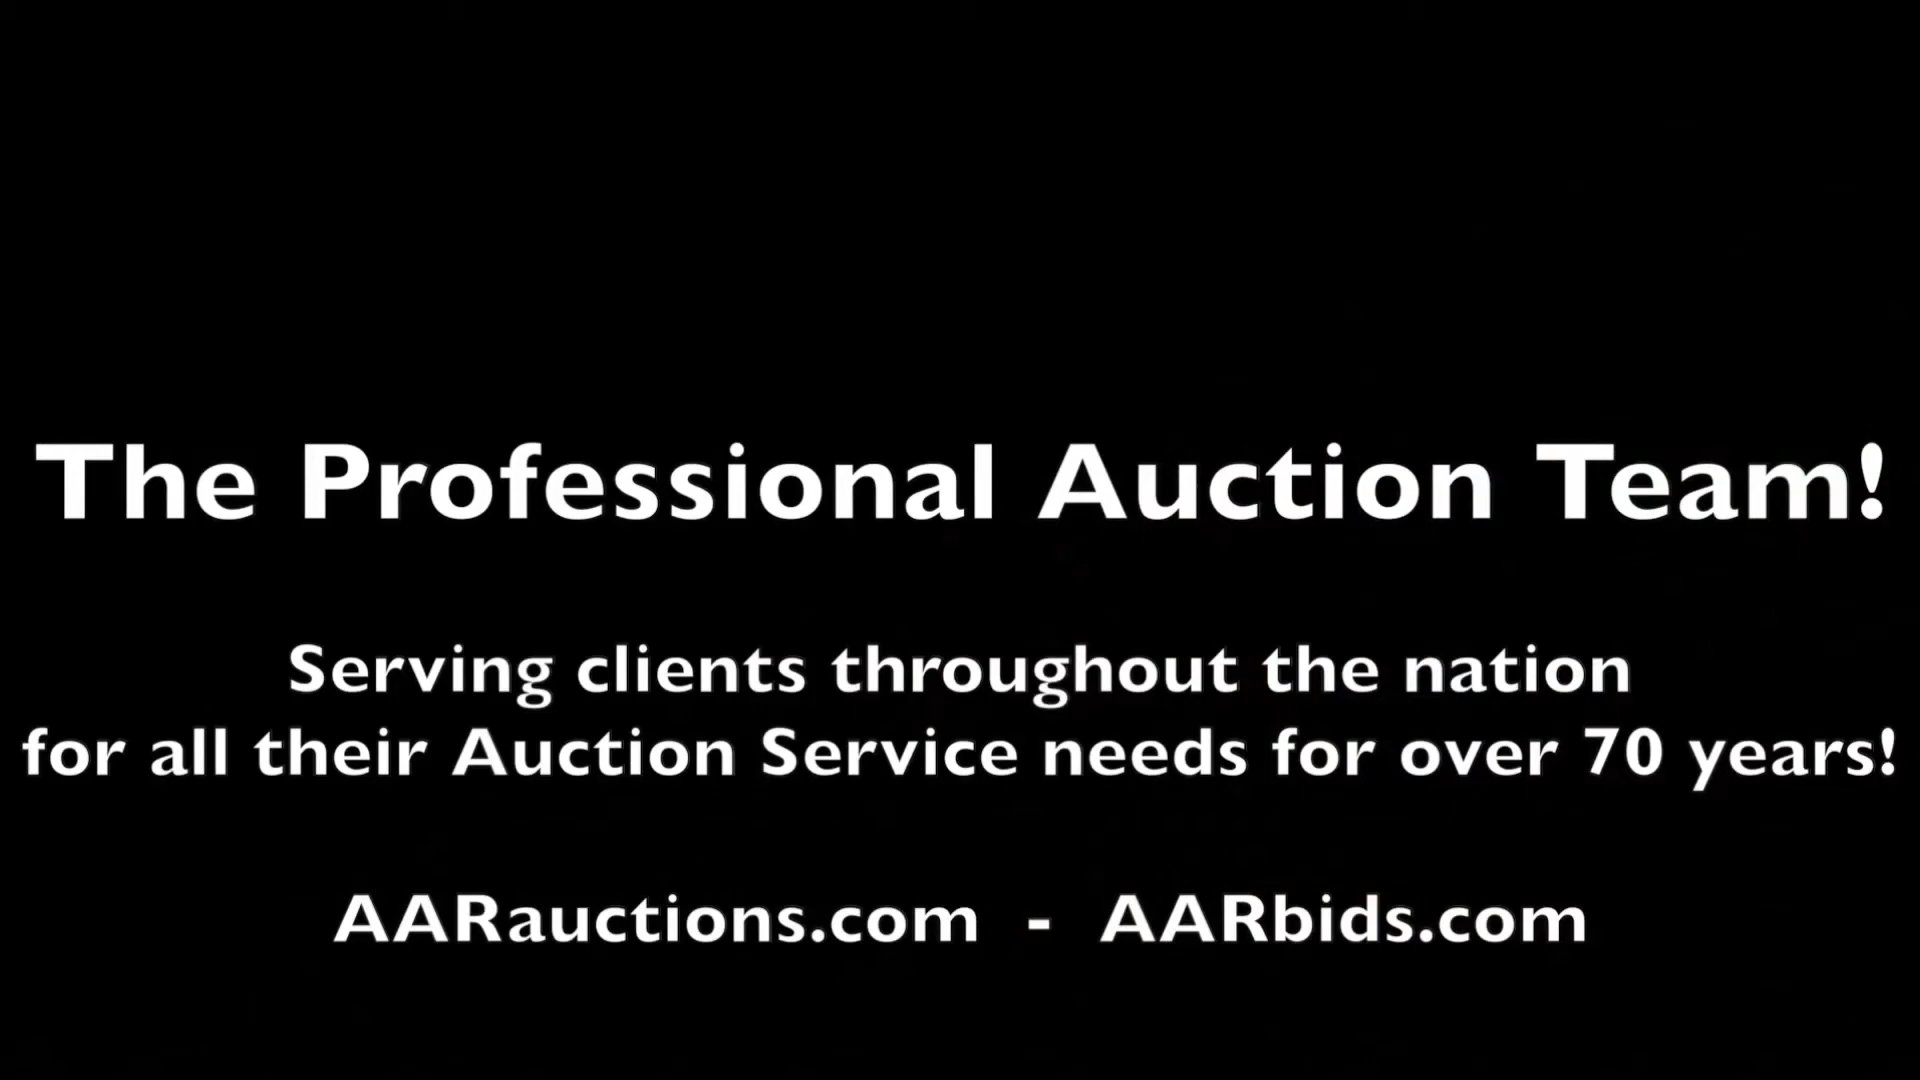 The Professional Auction Team!
Serving clients throughout the nation
for all their Auction Service needs for over 70 years!
AARauctions.com - AARbids.com